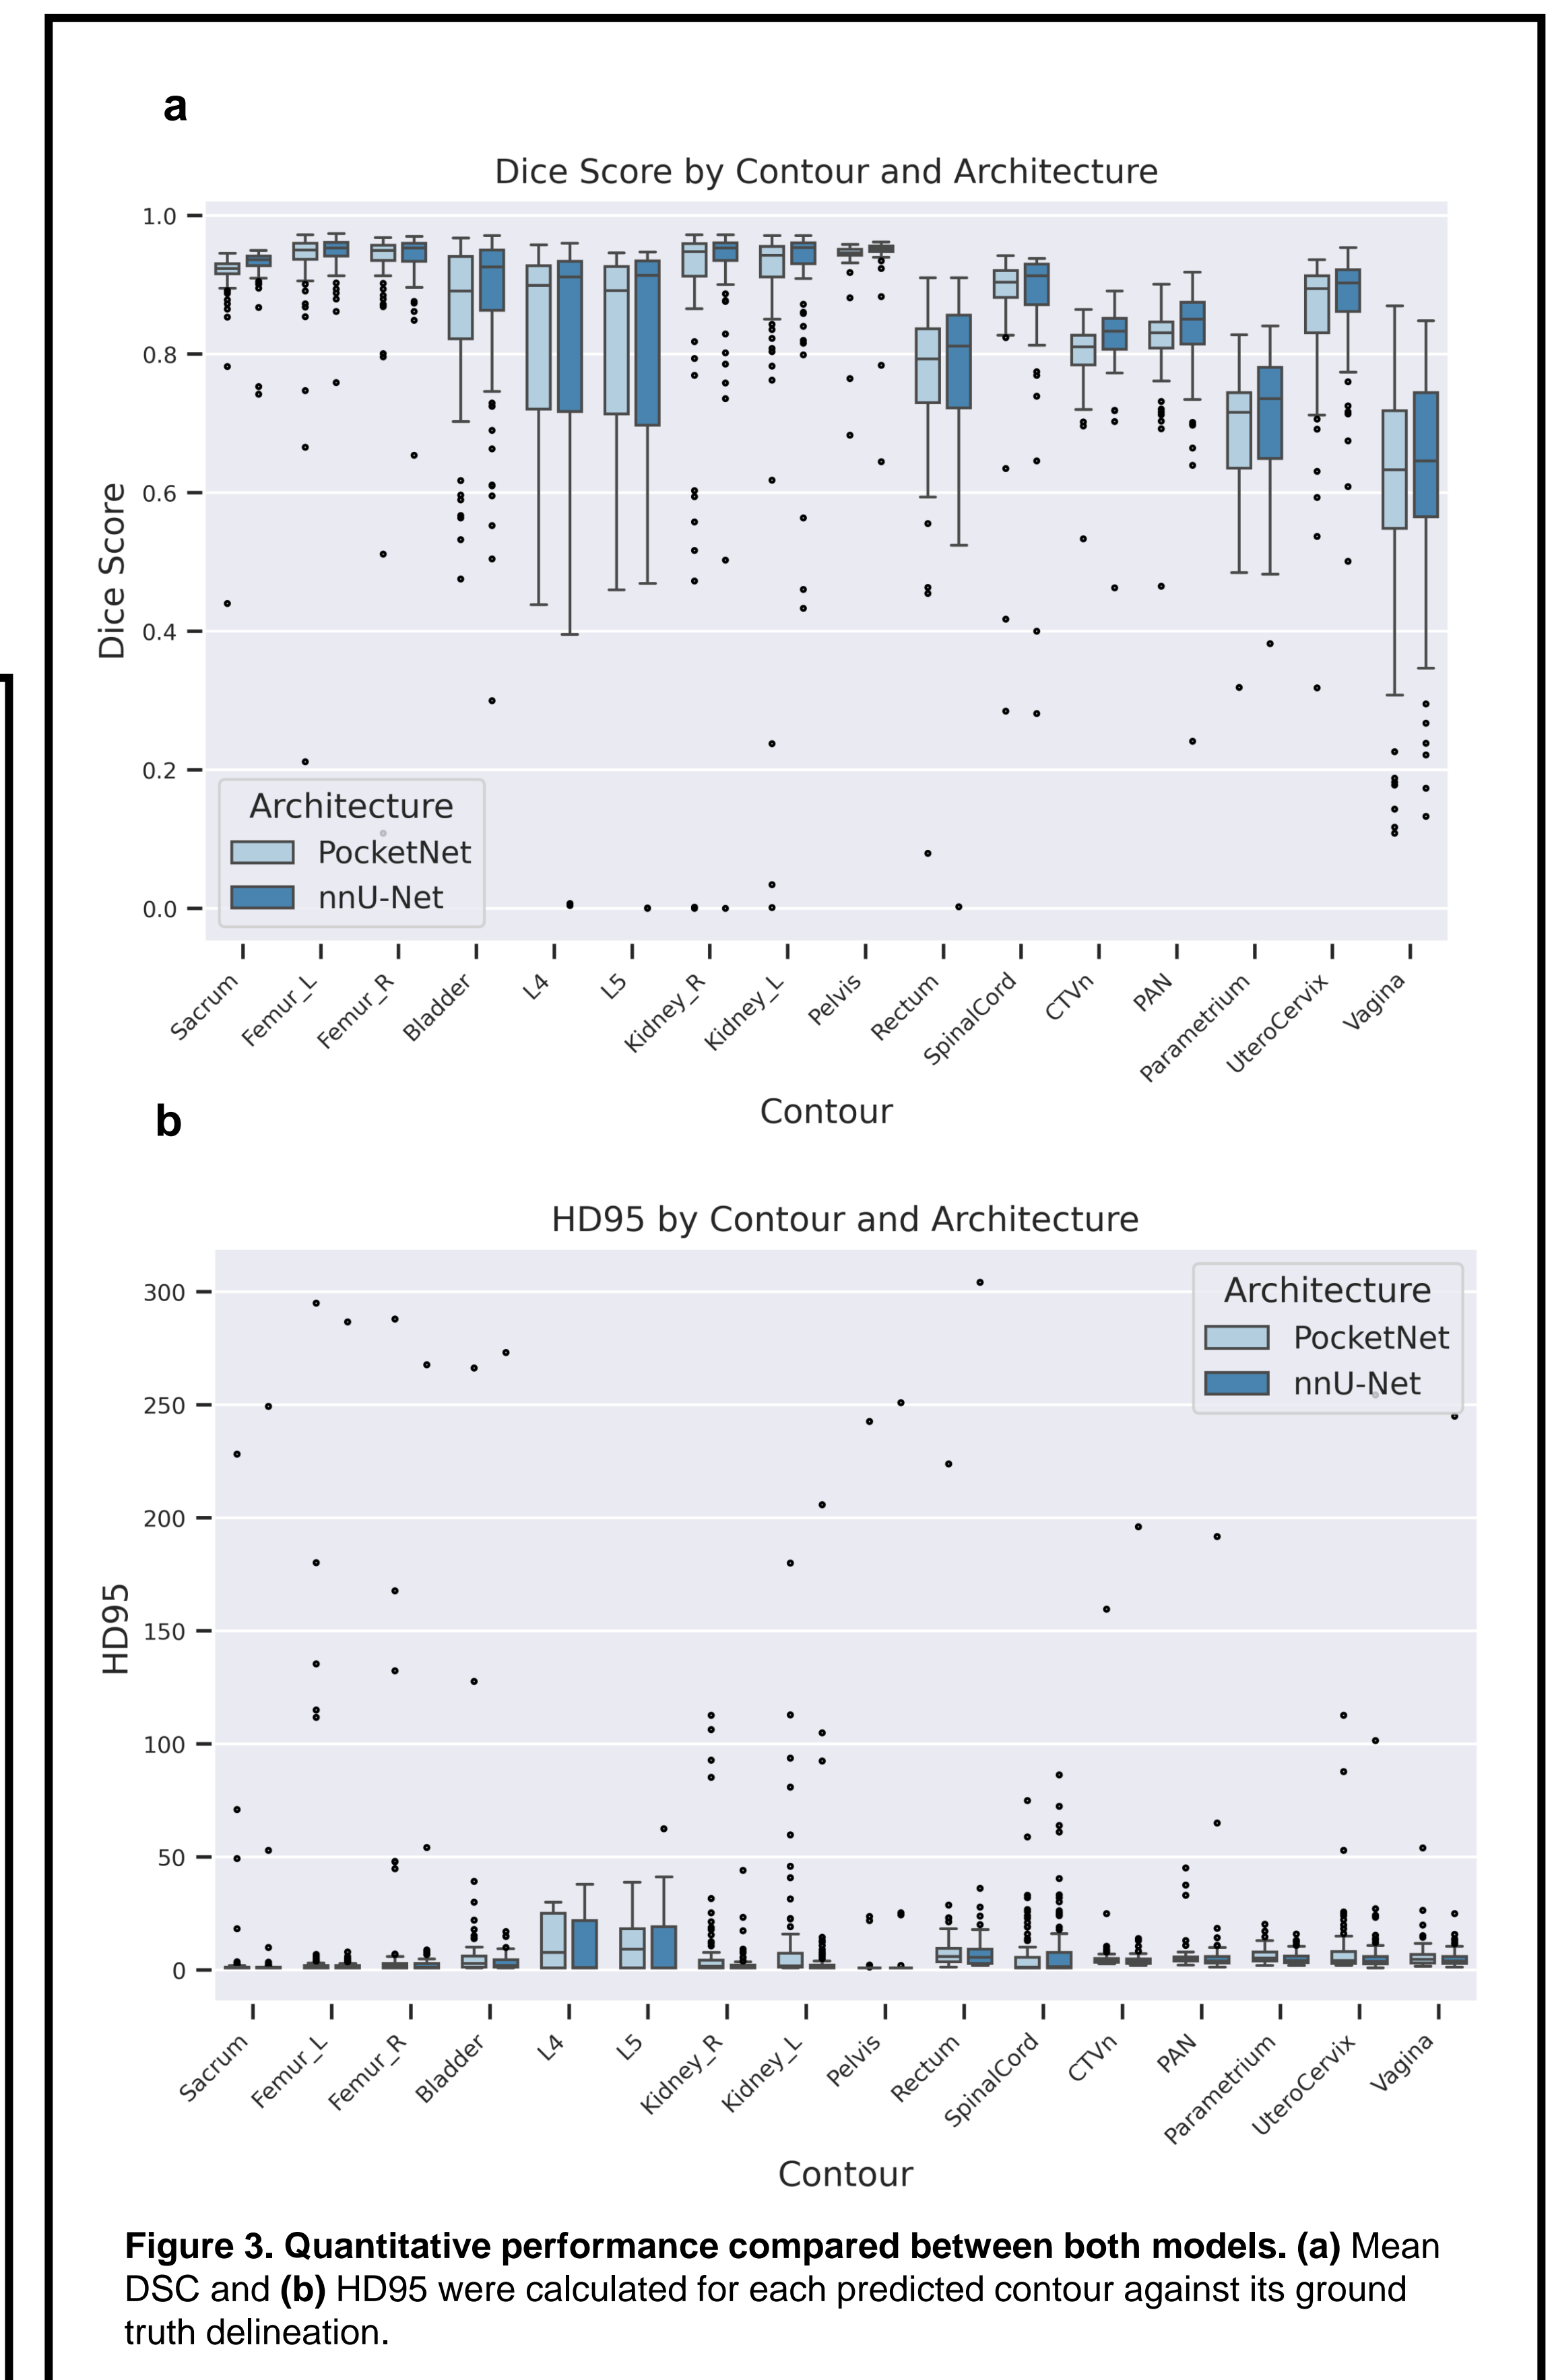 a
Dice Score by Contour and Architecture
1.0
0.8
0.6
0.4
0.2
0.0
Dice Score
Architecture
PocketNet
nnU-Net
Sacrum
Femur_L
Femur_R
Bladder
L4
L5
Kidney_R
Kidney_L
Pelvis
Rectum
SpinalCord
CTVn
PAN
Parametrium
UteroCervix
Vagina
Contour
b
HD95 by Contour and Architecture
300
250
200
150
100
50
0
HD95
Architecture
PocketNet
nnU-Net
Sacrum
Femur_L
Femur_R
Bladder
L4
L5
Kidney_R
Kidney_L
Pelvis
Rectum
SpinalCord
CTVn
PAN
Parametrium
UteroCervix
Vagina
Contour
Figure 3. Quantitative performance compared between both models. (a) Mean
DSC and (b) HD95 were calculated for each predicted contour against its ground
truth delineation.